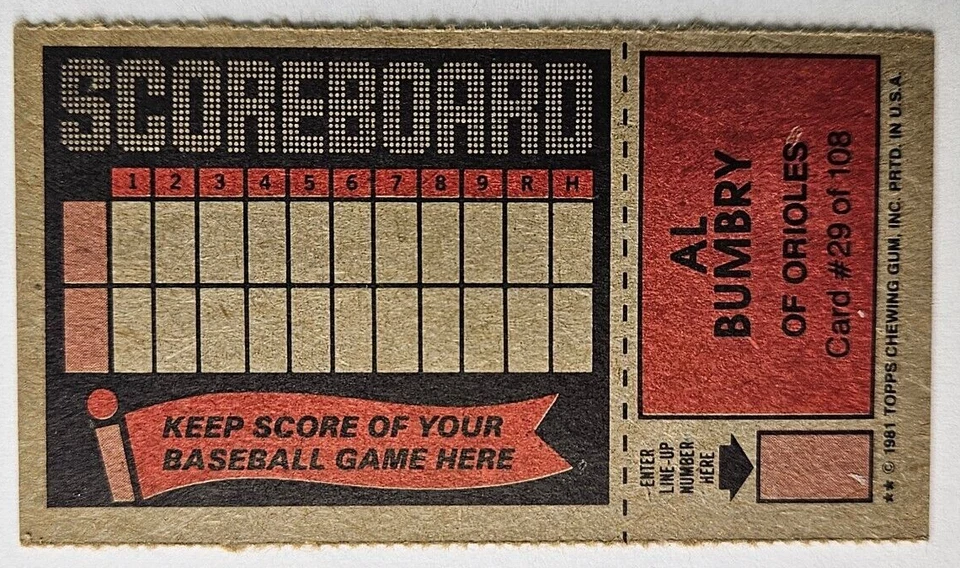 SCOREBOARD
1 2 3 4 5 6 7 8 9 R H
KEEP SCORE OF YOUR
BASEBALL GAME HERE
AL
BUMBRY
OF ORIOLES
Card #29 of 108
ENTER
LINE-UP
NUMBER
HERE
★★ © 1981 TOPPS CHEWING GUM, INC. PRTD. IN U.S.A.